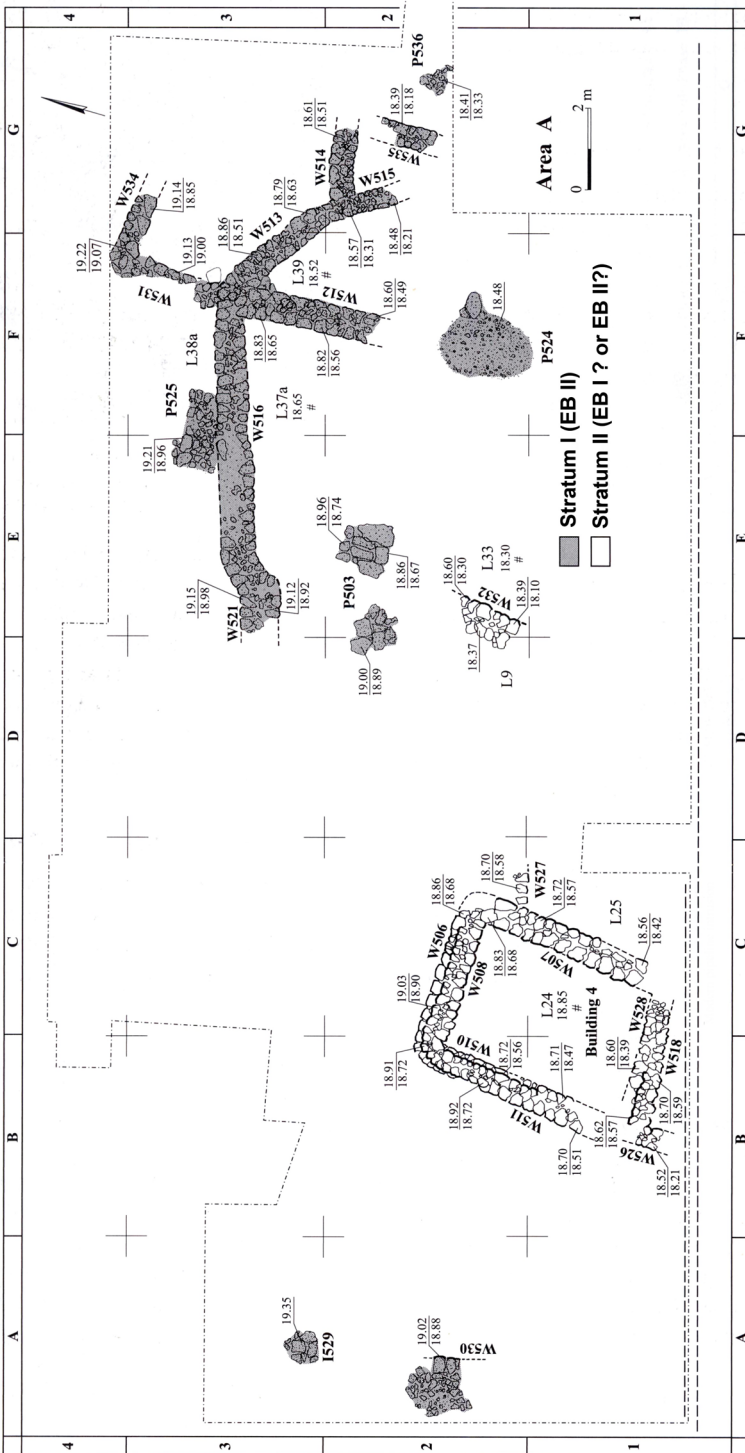 A
B
C
D
E
F
G
4
3
2
1
19.35
I529
19.02
18.88
W530
18.91
18.72
19.03
18.90
W506
18.86
18.68
W508
18.83
18.68
W510
18.92
18.72
18.72
18.56
W511
18.70
18.51
18.71
18.47
L24
18.85
#
Building 4
18.70
18.58
W527
18.72
18.57
W507
L25
18.56
18.42
W528
18.60
18.39
W518
18.62
18.57
18.70
18.59
W526
18.52
18.21
19.15
18.98
W521
19.12
18.92
19.21
18.96
P525
W516
L38a
L37a
18.65
#
18.83
18.65
18.82
18.56
W512
18.60
18.49
L39
18.52
#
18.86
18.51
W513
18.79
18.63
18.57
18.31
18.48
18.21
W515
W514
18.61
18.51
W531
19.13
19.00
19.22
19.07
W534
19.14
18.85
W535
18.39
18.18
P536
18.41
18.33
P503
19.00
18.89
18.96
18.74
18.86
18.67
18.60
18.30
W532
18.37
18.39
18.10
L33
18.30
#
L9
18.48
P524
Stratum I (EB II)
Stratum II (EB I ? or EB II?)
Area A
0 2
m
4
3
2
1
A
B
C
D
E
F
G